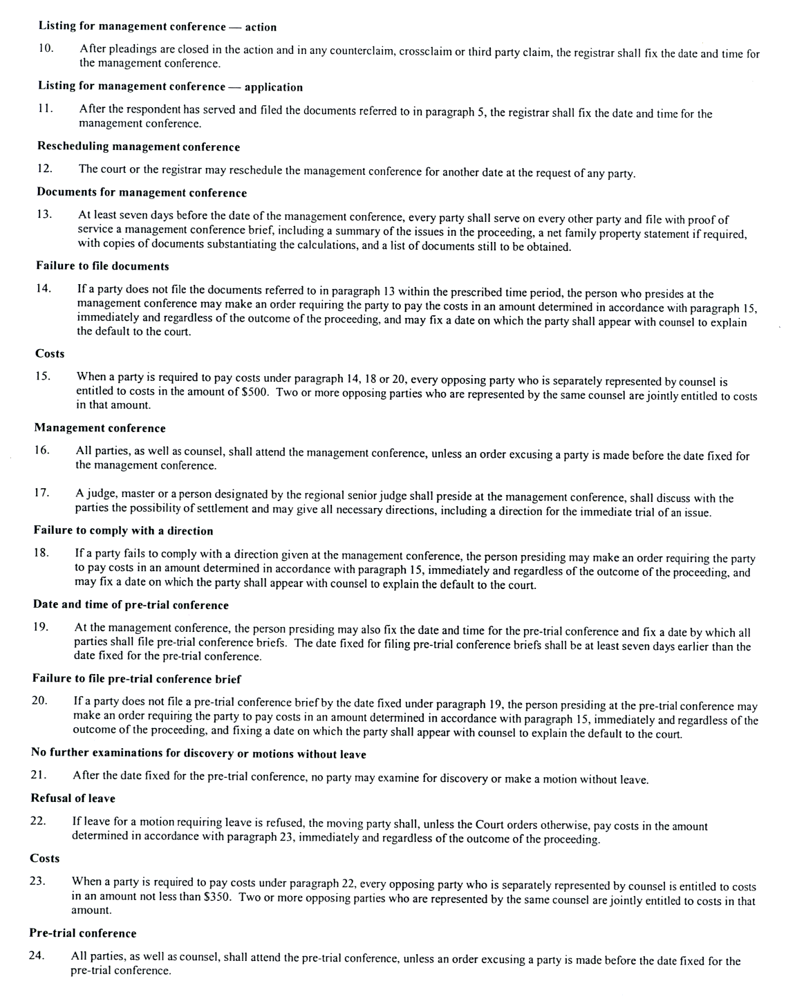 Listing for management conference — action
10. After pleadings are closed in the action and in any counterclaim, crossclaim or third party claim, the registrar shall fix the date and time for
the management conference.
Listing for management conference — application
11. After the respondent has served and filed the documents referred to in paragraph 5, the registrar shall fix the date and time for the
management conference.
Rescheduling management conference
12. The court or the registrar may reschedule the management conference for another date at the request of any party.
Documents for management conference
13. At least seven days before the date of the management conference, every party shall serve on every other party and file with proof of
service a management conference brief, including a summary of the issues in the proceeding, a net family property statement if required,
with copies of documents substantiating the calculations, and a list of documents still to be obtained.
Failure to file documents
14. If a party does not file the documents referred to in paragraph 13 within the prescribed time period, the person who presides at the
management conference may make an order requiring the party to pay the costs in an amount determined in accordance with paragraph 15,
immediately and regardless of the outcome of the proceeding, and may fix a date on which the party shall appear with counsel to explain
the default to the court.
Costs
15. When a party is required to pay costs under paragraph 14, 18 or 20, every opposing party who is separately represented by counsel is
entitled to costs in the amount of $500. Two or more opposing parties who are represented by the same counsel are jointly entitled to costs
in that amount.
Management conference
16. All parties, as well as counsel, shall attend the management conference, unless an order excusing a party is made before the date fixed for
the management conference.
17. A judge, master or a person designated by the regional senior judge shall preside at the management conference, shall discuss with the
parties the possibility of settlement and may give all necessary directions, including a direction for the immediate trial of an issue.
Failure to comply with a direction
18. If a party fails to comply with a direction given at the management conference, the person presiding may make an order requiring the party
to pay costs in an amount determined in accordance with paragraph 15, immediately and regardless of the outcome of the proceeding, and
may fix a date on which the party shall appear with counsel to explain the default to the court.
Date and time of pre-trial conference
19. At the management conference, the person presiding may also fix the date and time for the pre-trial conference and fix a date by which all
parties shall file pre-trial conference briefs. The date fixed for filing pre-trial conference briefs shall be at least seven days earlier than the
date fixed for the pre-trial conference.
Failure to file pre-trial conference brief
20. If a party does not file a pre-trial conference brief by the date fixed under paragraph 19, the person presiding at the pre-trial conference may
make an order requiring the party to pay costs in an amount determined in accordance with paragraph 15, immediately and regardless of the
outcome of the proceeding, and fixing a date on which the party shall appear with counsel to explain the default to the court.
No further examinations for discovery or motions without leave
21. After the date fixed for the pre-trial conference, no party may examine for discovery or make a motion without leave.
Refusal of leave
22. If leave for a motion requiring leave is refused, the moving party shall, unless the Court orders otherwise, pay costs in the amount
determined in accordance with paragraph 23, immediately and regardless of the outcome of the proceeding.
Costs
23. When a party is required to pay costs under paragraph 22, every opposing party who is separately represented by counsel is entitled to costs
in an amount not less than $350. Two or more opposing parties who are represented by the same counsel are jointly entitled to costs in that
amount.
Pre-trial conference
24. All parties, as well as counsel, shall attend the pre-trial conference, unless an order excusing a party is made before the date fixed for the
pre-trial conference.